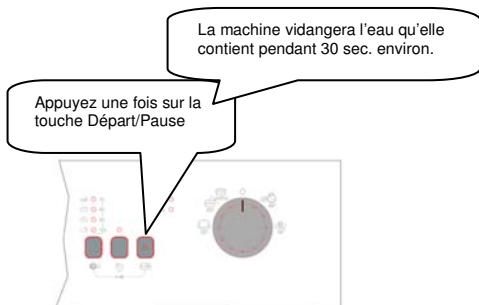 La machine vidangera l'eau qu'elle
contient pendant 30 sec. environ.
Appuyez une fois sur la
touche Départ/Pause